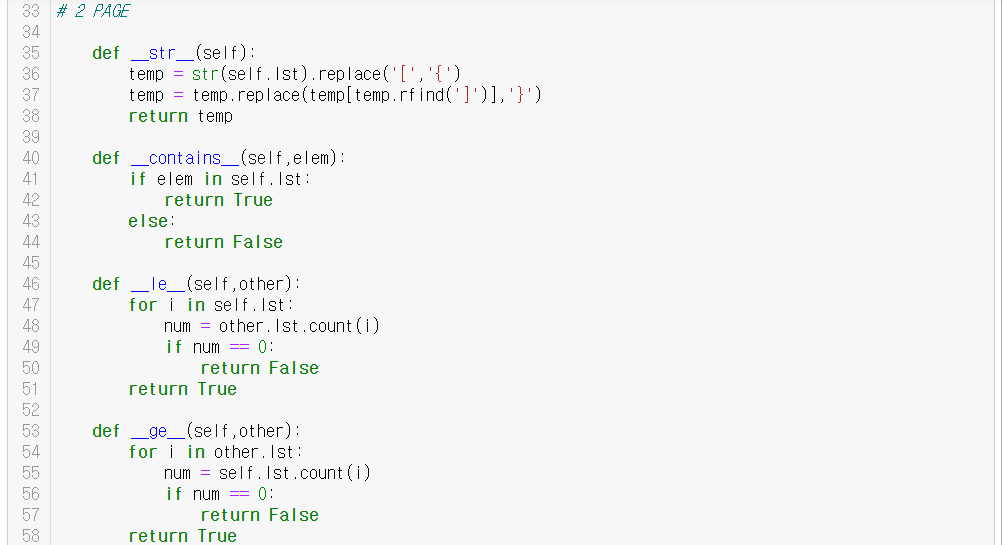 33 # 2 PAGE
34
35     def __str__(self):
36         temp = str(self.lst).replace('[','{')
37         temp = temp.replace(temp[temp.rfind(']')],'}')
38         return temp
39
40     def __contains__(self,elem):
41         if elem in self.lst:
42             return True
43         else:
44             return False
45
46     def __le__(self,other):
47         for i in self.lst:
48             num = other.lst.count(i)
49             if num == 0:
50                 return False
51         return True
52
53     def __ge__(self,other):
54         for i in other.lst:
55             num = self.lst.count(i)
56             if num == 0:
57                 return False
58         return True